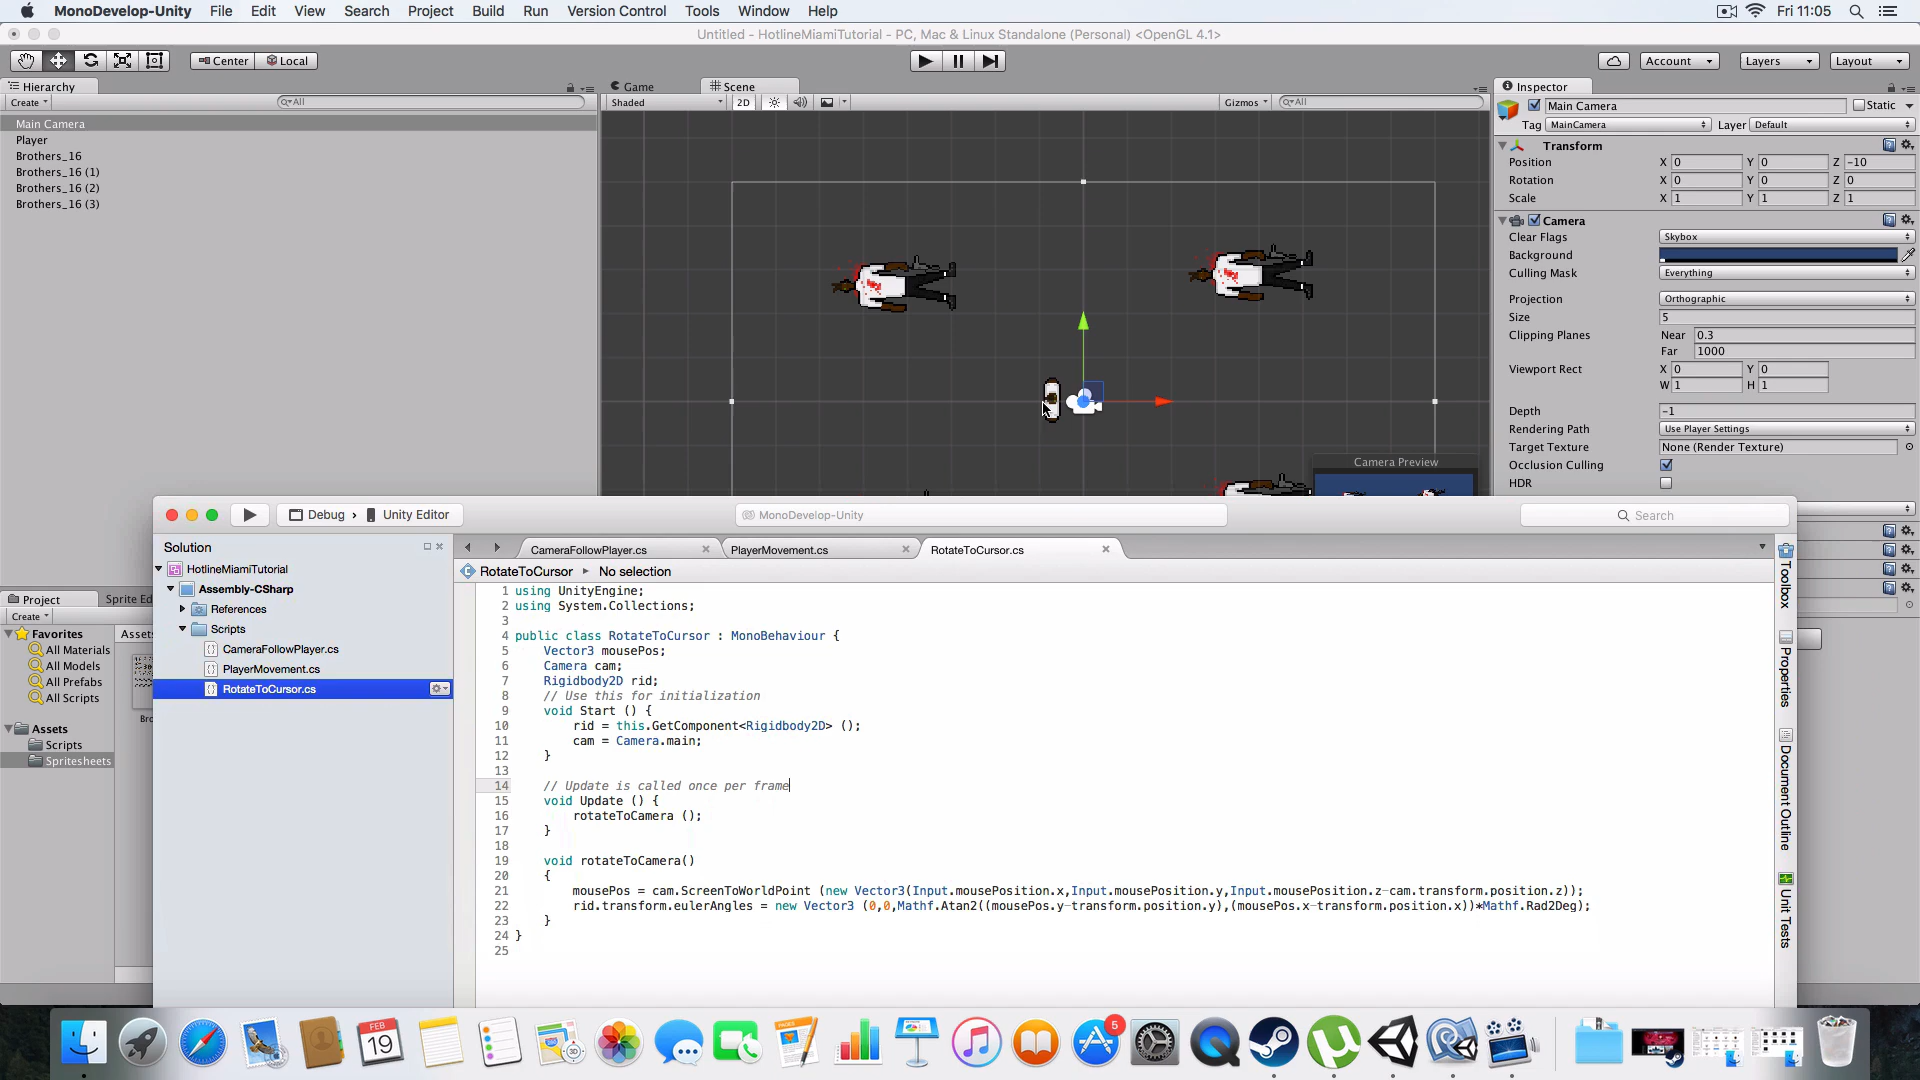 MonoDevelop-Unity File Edit View Search Project Build Run Version Control Tools Window Help Fri 11:05
Untitled - HotlineMiamiTutorial - PC, Mac & Linux Standalone (Personal) <OpenGL 4.1>
Center Local Account Layers Layout
Hierarchy
Create All
Main Camera
Player
Brothers_16
Brothers_16 (1)
Brothers_16 (2)
Brothers_16 (3)
Game Scene
Shaded 2D Gizmos All
Camera Preview
Inspector
Main Camera Static
Tag MainCamera Layer Default
Transform
Position X 0 Y 0 Z -10
Rotation X 0 Y 0 Z 0
Scale X 1 Y 1 Z 1
Camera
Clear Flags Skybox
Background
Culling Mask Everything
Projection Orthographic
Size 5
Clipping Planes Near 0.3
Far 1000
Viewport Rect X 0 Y 0
W 1 H 1
Depth -1
Rendering Path Use Player Settings
Target Texture None (Render Texture)
Occlusion Culling
HDR
Project Sprite Ed
Create
Favorites
All Materials
All Models
All Prefabs
All Scripts
Assets
Scripts
Spritesheets
Assets
Bro
Debug › Unity Editor MonoDevelop-Unity Search
Solution
HotlineMiamiTutorial
Assembly-CSharp
References
Scripts
CameraFollowPlayer.cs
PlayerMovement.cs
RotateToCursor.cs
CameraFollowPlayer.cs PlayerMovement.cs RotateToCursor.cs
RotateToCursor No selection
1 using UnityEngine;
2 using System.Collections;
3
4 public class RotateToCursor : MonoBehaviour {
5 Vector3 mousePos;
6 Camera cam;
7 Rigidbody2D rid;
8 // Use this for initialization
9 void Start () {
10 rid = this.GetComponent<Rigidbody2D> ();
11 cam = Camera.main;
12 }
13
14 // Update is called once per frame
15 void Update () {
16 rotateToCamera ();
17 }
18
19 void rotateToCamera()
20 {
21 mousePos = cam.ScreenToWorldPoint (new Vector3(Input.mousePosition.x,Input.mousePosition.y,Input.mousePosition.z-cam.transform.position.z));
22 rid.transform.eulerAngles = new Vector3 (0,0,Mathf.Atan2((mousePos.y-transform.position.y),(mousePos.x-transform.position.x))*Mathf.Rad2Deg);
23 }
24 }
25
Toolbox
Properties
Document Outline
Unit Tests
FEB
19
PAGES
3D
5